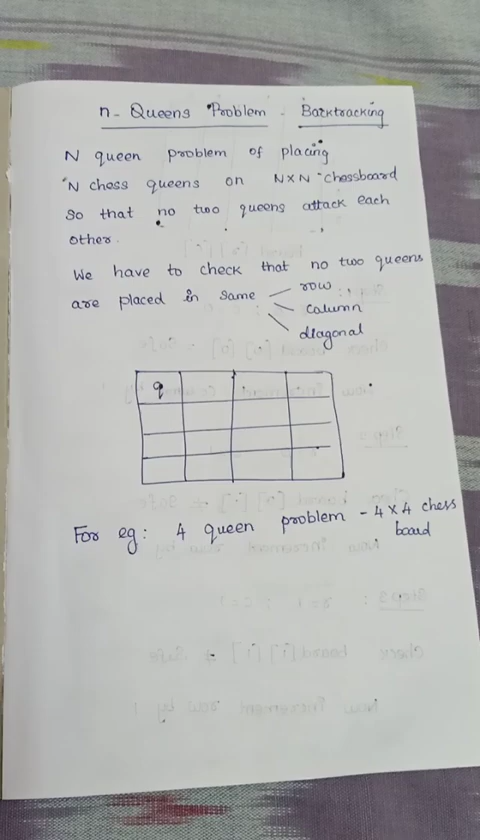 n- Queens Problem - Backtracking
N queen problem of placing
N chess queens on N×N chessboard
so that no two queens attack each
other.
We have to check that no two queens
are placed in same row,
column
diagonal
q
For eg: 4 queen problem - 4×4 chess
board